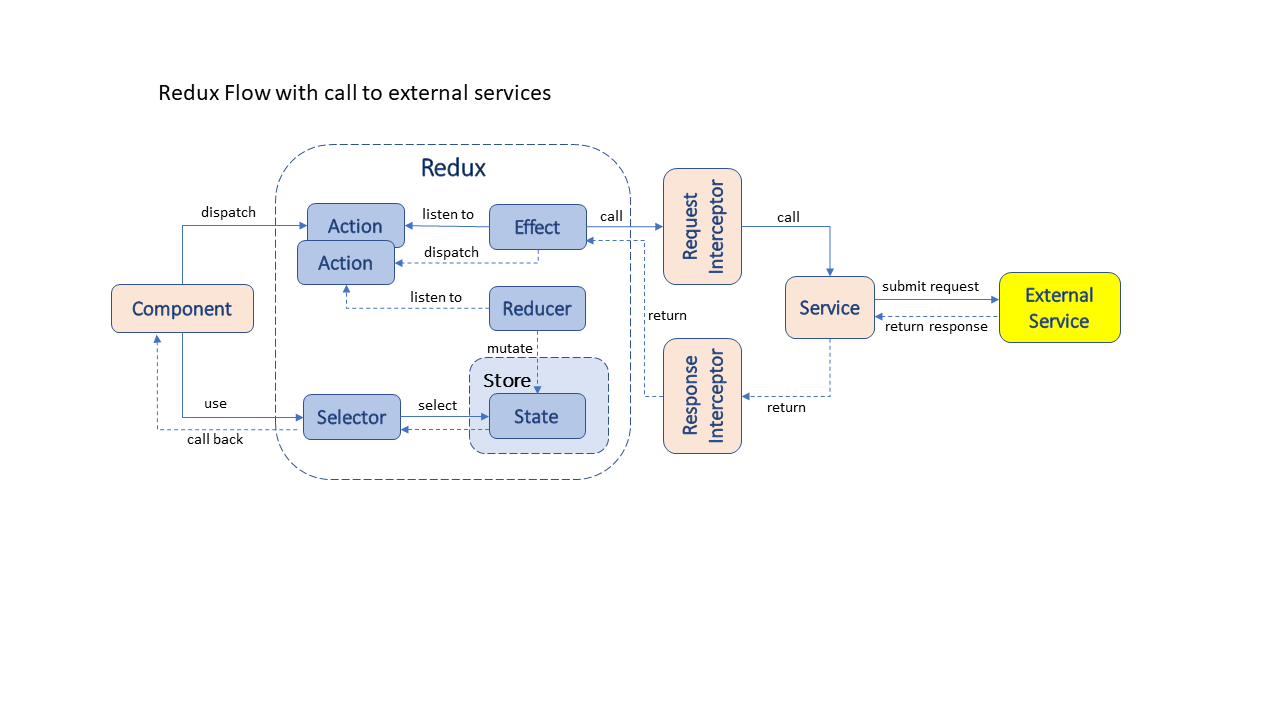 Redux Flow with call to external services
Redux
dispatch
Action
listen to
Effect
call
Request
Interceptor
call
Action
dispatch
Component
listen to
Reducer
return
Service
submit request
return response
External
Service
mutate
Store
use
call back
Selector
select
State
Response
Interceptor
return